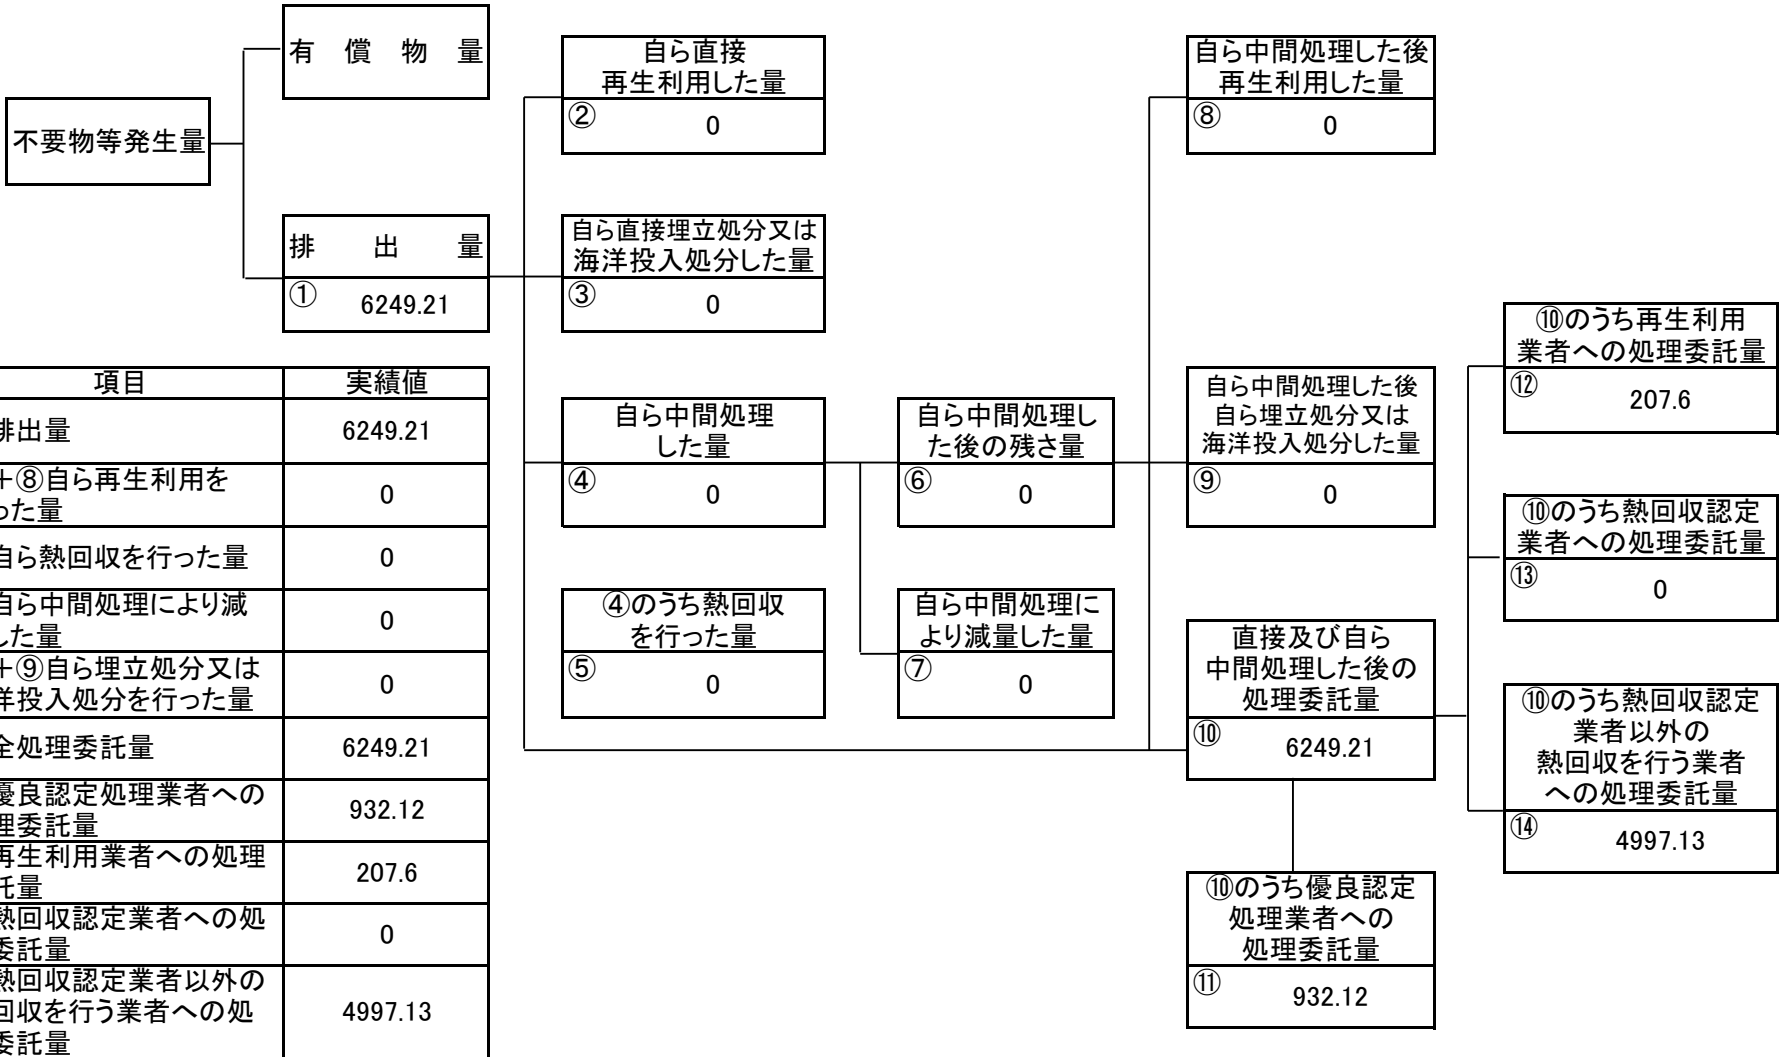 有償物量
不要物等発生量
排出量
① 6249.21
自ら直接
再生利用した量
② 0
自ら直接埋立処分又は
海洋投入処分した量
③ 0
自ら中間処理
した量
④ 0
④のうち熱回収
を行った量
⑤ 0
自ら中間処理し
た後の残さ量
⑥ 0
自ら中間処理に
より減量した量
⑦ 0
自ら中間処理した後
再生利用した量
⑧ 0
自ら中間処理した後
自ら埋立処分又は
海洋投入処分した量
⑨ 0
直接及び自ら
中間処理した後の
処理委託量
⑩ 6249.21
⑩のうち優良認定
処理業者への
処理委託量
⑪ 932.12
⑩のうち再生利用
業者への処理委託量
⑫ 207.6
⑩のうち熱回収認定
業者への処理委託量
⑬ 0
⑩のうち熱回収認定
業者以外の
熱回収を行う業者
への処理委託量
⑭ 4997.13
項目 実績値
排出量 6249.21
+⑧自ら再生利用を
った量 0
自ら熱回収を行った量 0
自ら中間処理により減
した量 0
+⑨自ら埋立処分又は
洋投入処分を行った量 0
全処理委託量 6249.21
優良認定処理業者への
理委託量 932.12
再生利用業者への処理
託量 207.6
熱回収認定業者への処
委託量 0
熱回収認定業者以外の
回収を行う業者への処
委託量 4997.13